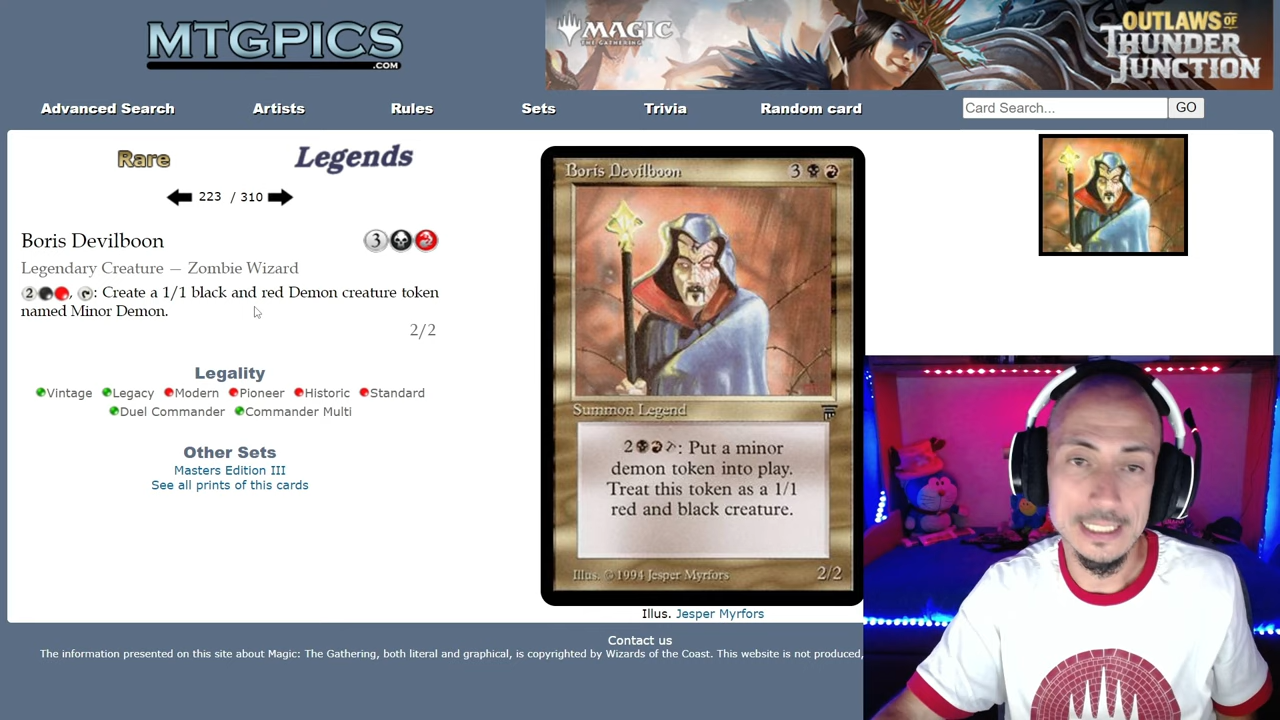 MTGPICS
.COM
MAGIC
THE GATHERING
OUTLAWS OF
THUNDER
JUNCTION
Advanced Search
Artists
Rules
Sets
Trivia
Random card
Card Search...
GO
Rare
Legends
223 / 310
Boris Devilboon
3
Legendary Creature — Zombie Wizard
2 , : Create a 1/1 black and red Demon creature token
named Minor Demon.
2/2
Legality
Vintage Legacy Modern Pioneer Historic Standard
Duel Commander Commander Multi
Other Sets
Masters Edition III
See all prints of this cards
Boris Devilboon 3
Summon Legend
2 : Put a minor
demon token into play.
Treat this token as a 1/1
red and black creature.
Illus. © 1994 Jesper Myrfors 2/2
Illus. Jesper Myrfors
Contact us
The information presented on this site about Magic: The Gathering, both literal and graphical, is copyrighted by Wizards of the Coast. This website is not produced,